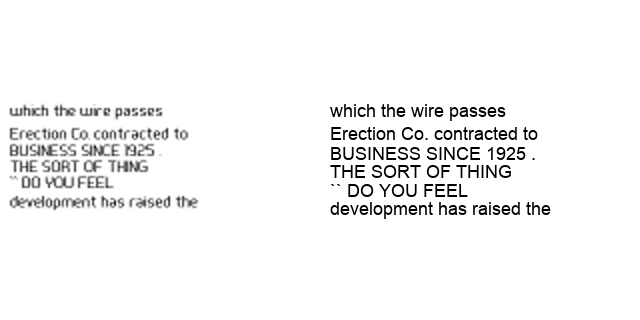 which the wire passes
Erection Co. contracted to
BUSINESS SINCE 1925 .
THE SORT OF THING
`` DO YOU FEEL
development has raised the
which the wire passes
Erection Co. contracted to
BUSINESS SINCE 1925 .
THE SORT OF THING
`` DO YOU FEEL
development has raised the